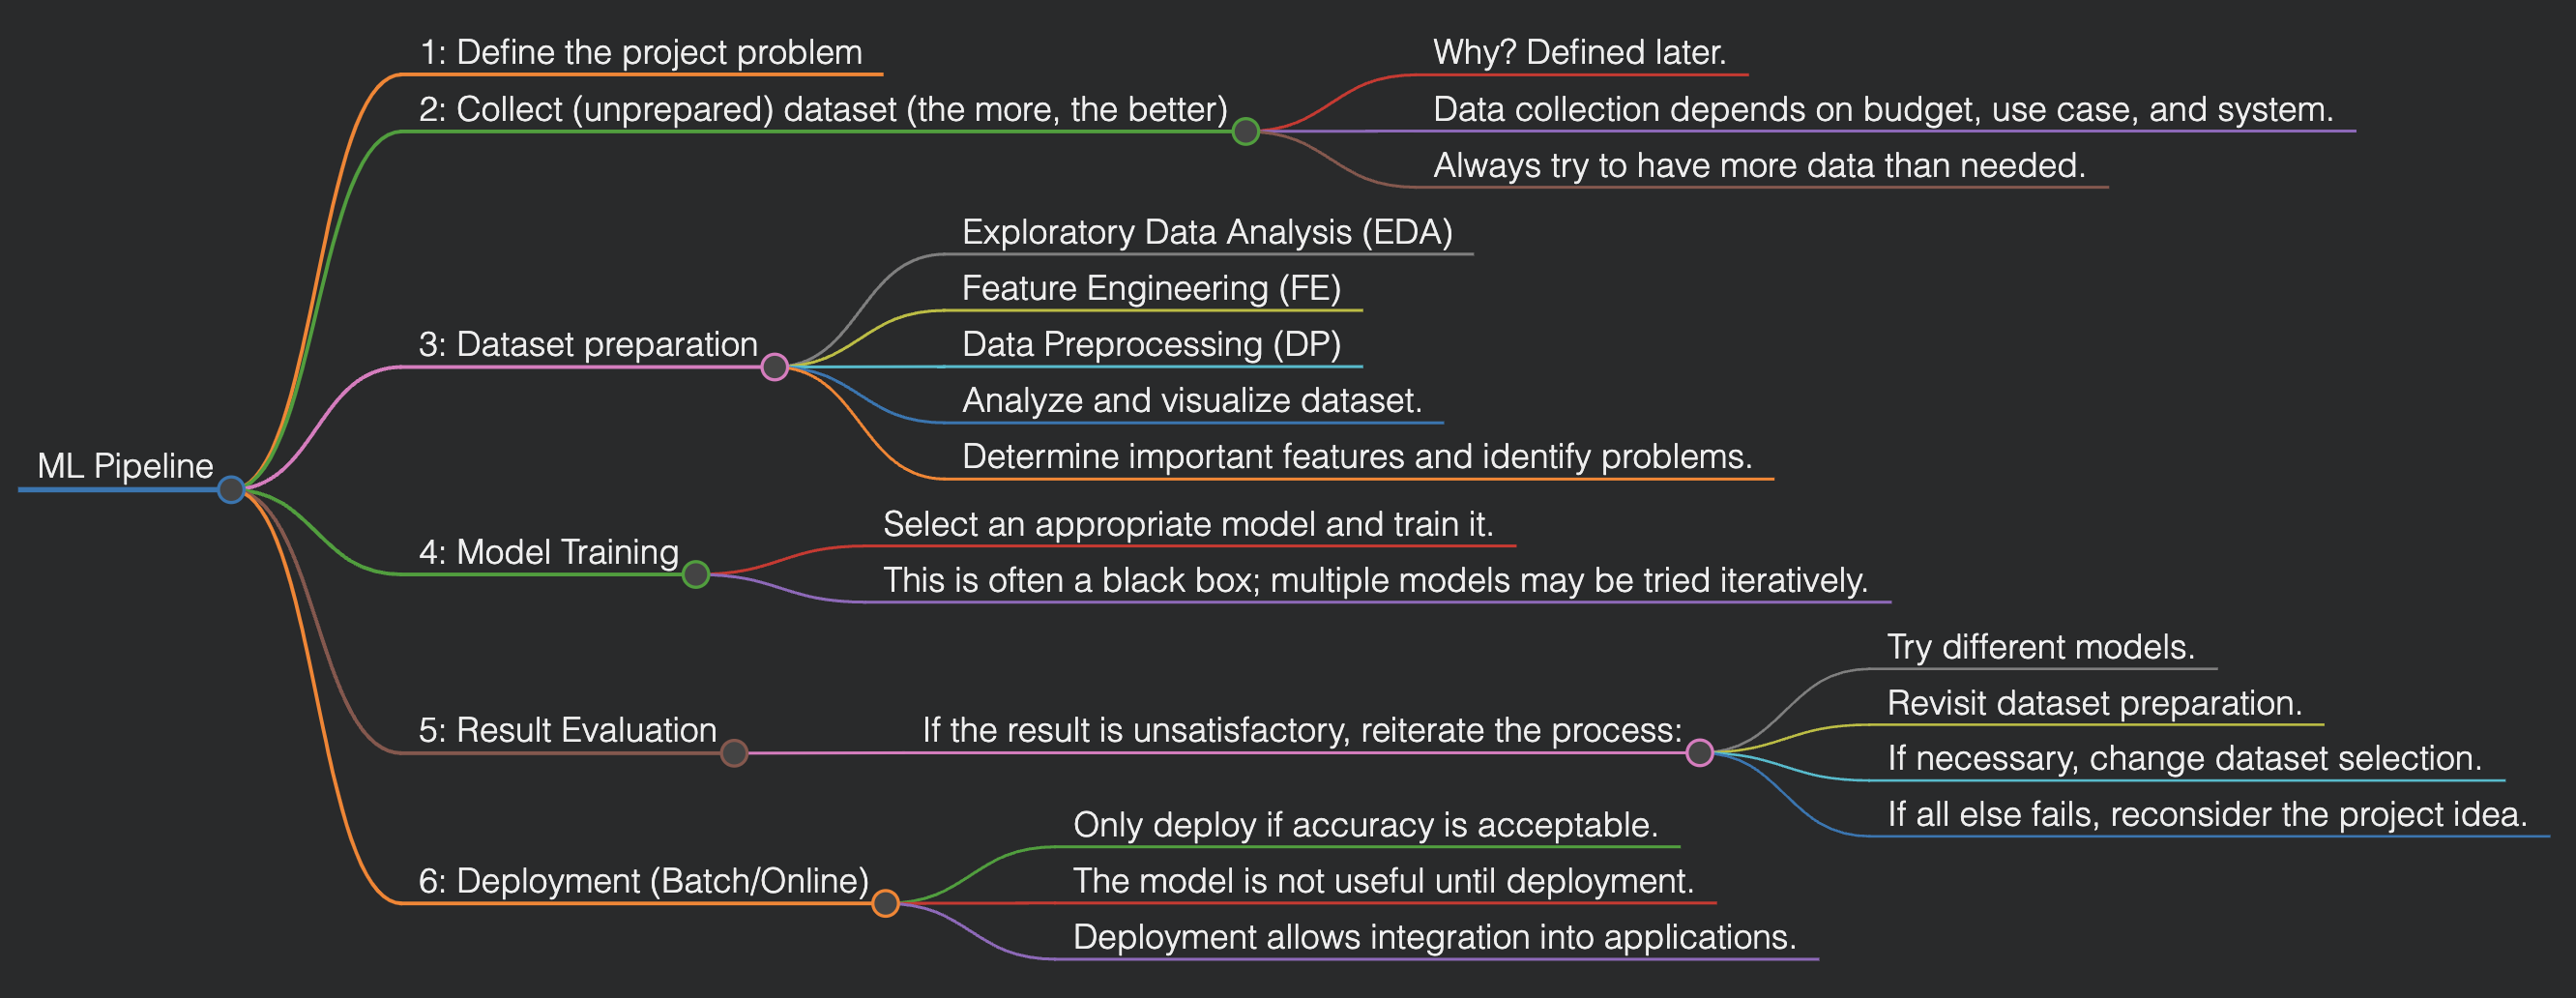 ML Pipeline
1: Define the project problem
2: Collect (unprepared) dataset (the more, the better)
Why? Defined later.
Data collection depends on budget, use case, and system.
Always try to have more data than needed.
3: Dataset preparation
Exploratory Data Analysis (EDA)
Feature Engineering (FE)
Data Preprocessing (DP)
Analyze and visualize dataset.
Determine important features and identify problems.
4: Model Training
Select an appropriate model and train it.
This is often a black box; multiple models may be tried iteratively.
5: Result Evaluation
If the result is unsatisfactory, reiterate the process:
Try different models.
Revisit dataset preparation.
If necessary, change dataset selection.
If all else fails, reconsider the project idea.
6: Deployment (Batch/Online)
Only deploy if accuracy is acceptable.
The model is not useful until deployment.
Deployment allows integration into applications.